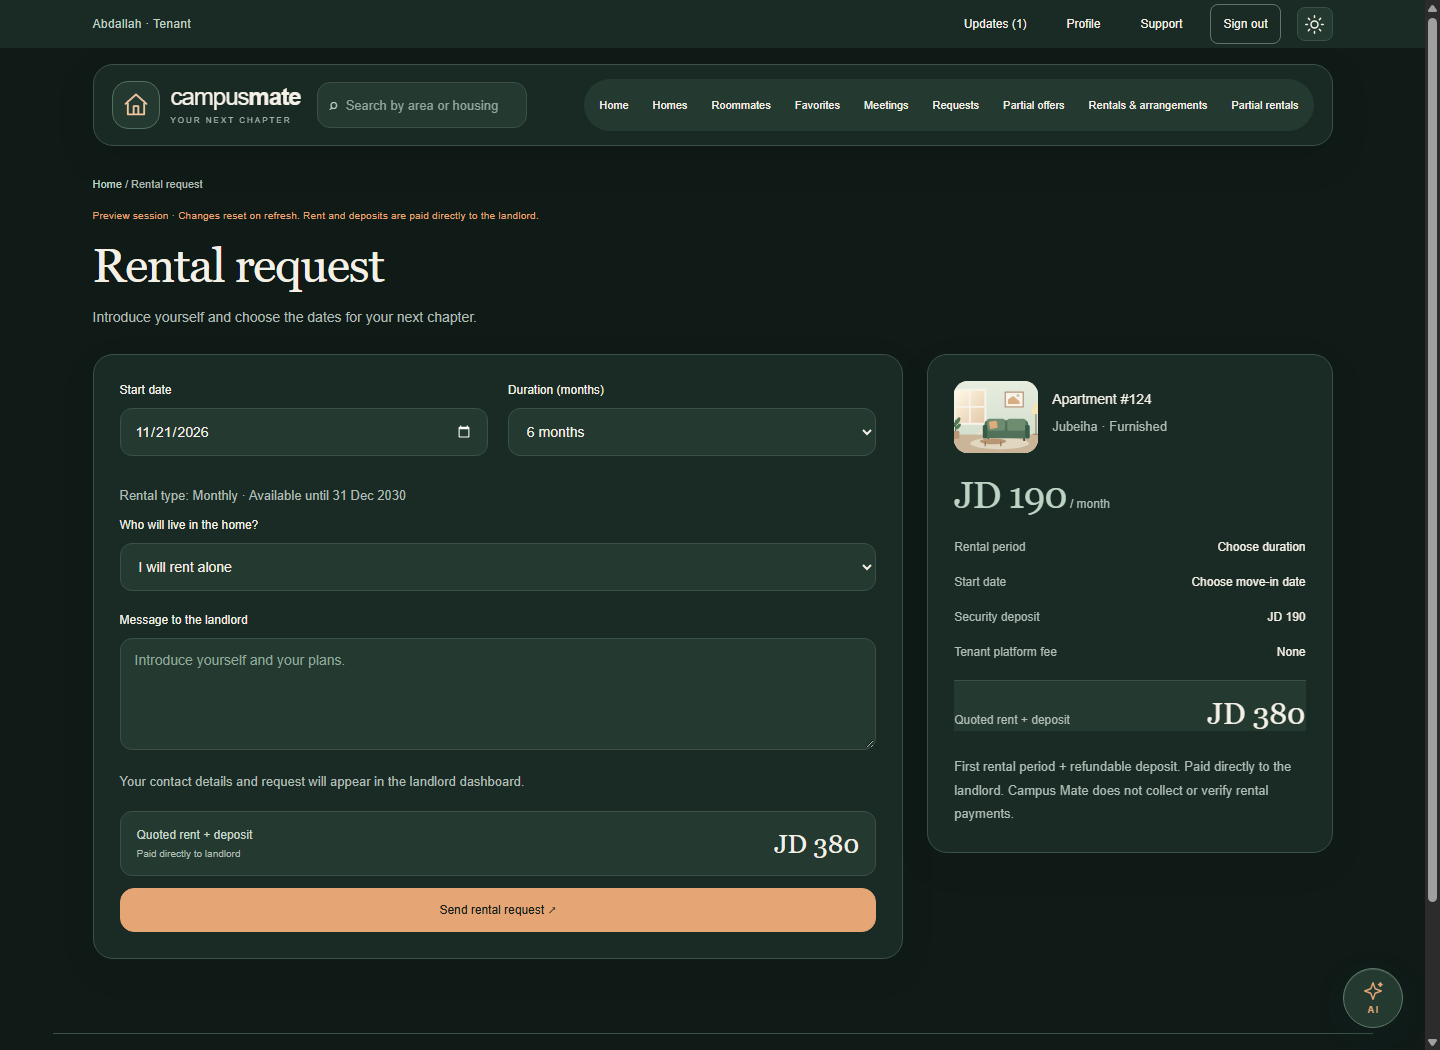 Abdallah · Tenant
Updates (1)
Profile
Support
Sign out
campusmate
YOUR NEXT CHAPTER
Search by area or housing
Home
Homes
Roommates
Favorites
Meetings
Requests
Partial offers
Rentals & arrangements
Partial rentals
Home / Rental request
Preview session · Changes reset on refresh. Rent and deposits are paid directly to the landlord.
Rental request
Introduce yourself and choose the dates for your next chapter.
Start date
Duration (months)
11/21/2026
6 months
Rental type: Monthly · Available until 31 Dec 2030
Who will live in the home?
I will rent alone
Message to the landlord
Introduce yourself and your plans.
Your contact details and request will appear in the landlord dashboard.
Quoted rent + deposit
Paid directly to landlord
JD 380
Send rental request ↗
Apartment #124
Jubeiha · Furnished
JD 190 / month
Rental period
Choose duration
Start date
Choose move-in date
Security deposit
JD 190
Tenant platform fee
None
Quoted rent + deposit
JD 380
First rental period + refundable deposit. Paid directly to the
landlord. Campus Mate does not collect or verify rental
payments.
AI